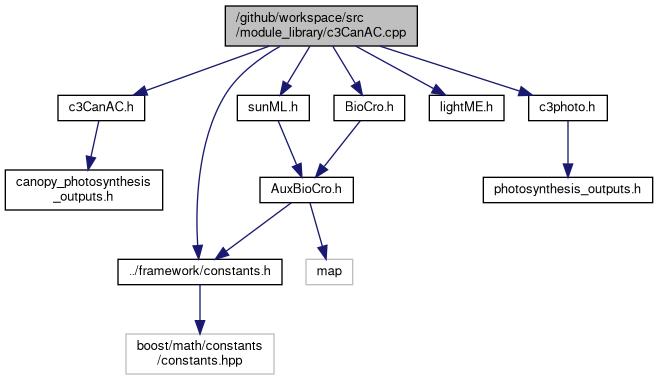 /github/workspace/src
/module_library/c3CanAC.cpp
c3CanAC.h
sunML.h
BioCro.h
lightME.h
c3photo.h
canopy_photosynthesis
_outputs.h
AuxBioCro.h
photosynthesis_outputs.h
../framework/constants.h
map
boost/math/constants
/constants.hpp